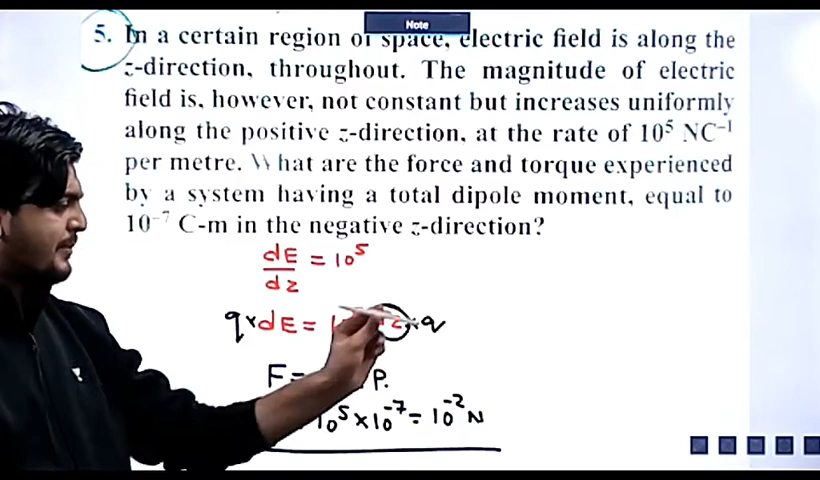 Note
5. In a certain region of space, electric field is along the
z-direction, throughout. The magnitude of electric
field is, however, not constant but increases uniformly
along the positive z-direction, at the rate of 10⁵ NC⁻¹
per metre. What are the force and torque experienced
by a system having a total dipole moment, equal to
10⁻⁷ C-m in the negative z-direction?
dE
dz = 10⁵
q×dE = q
F= P.
10⁵×10⁻⁷ = 10⁻² N